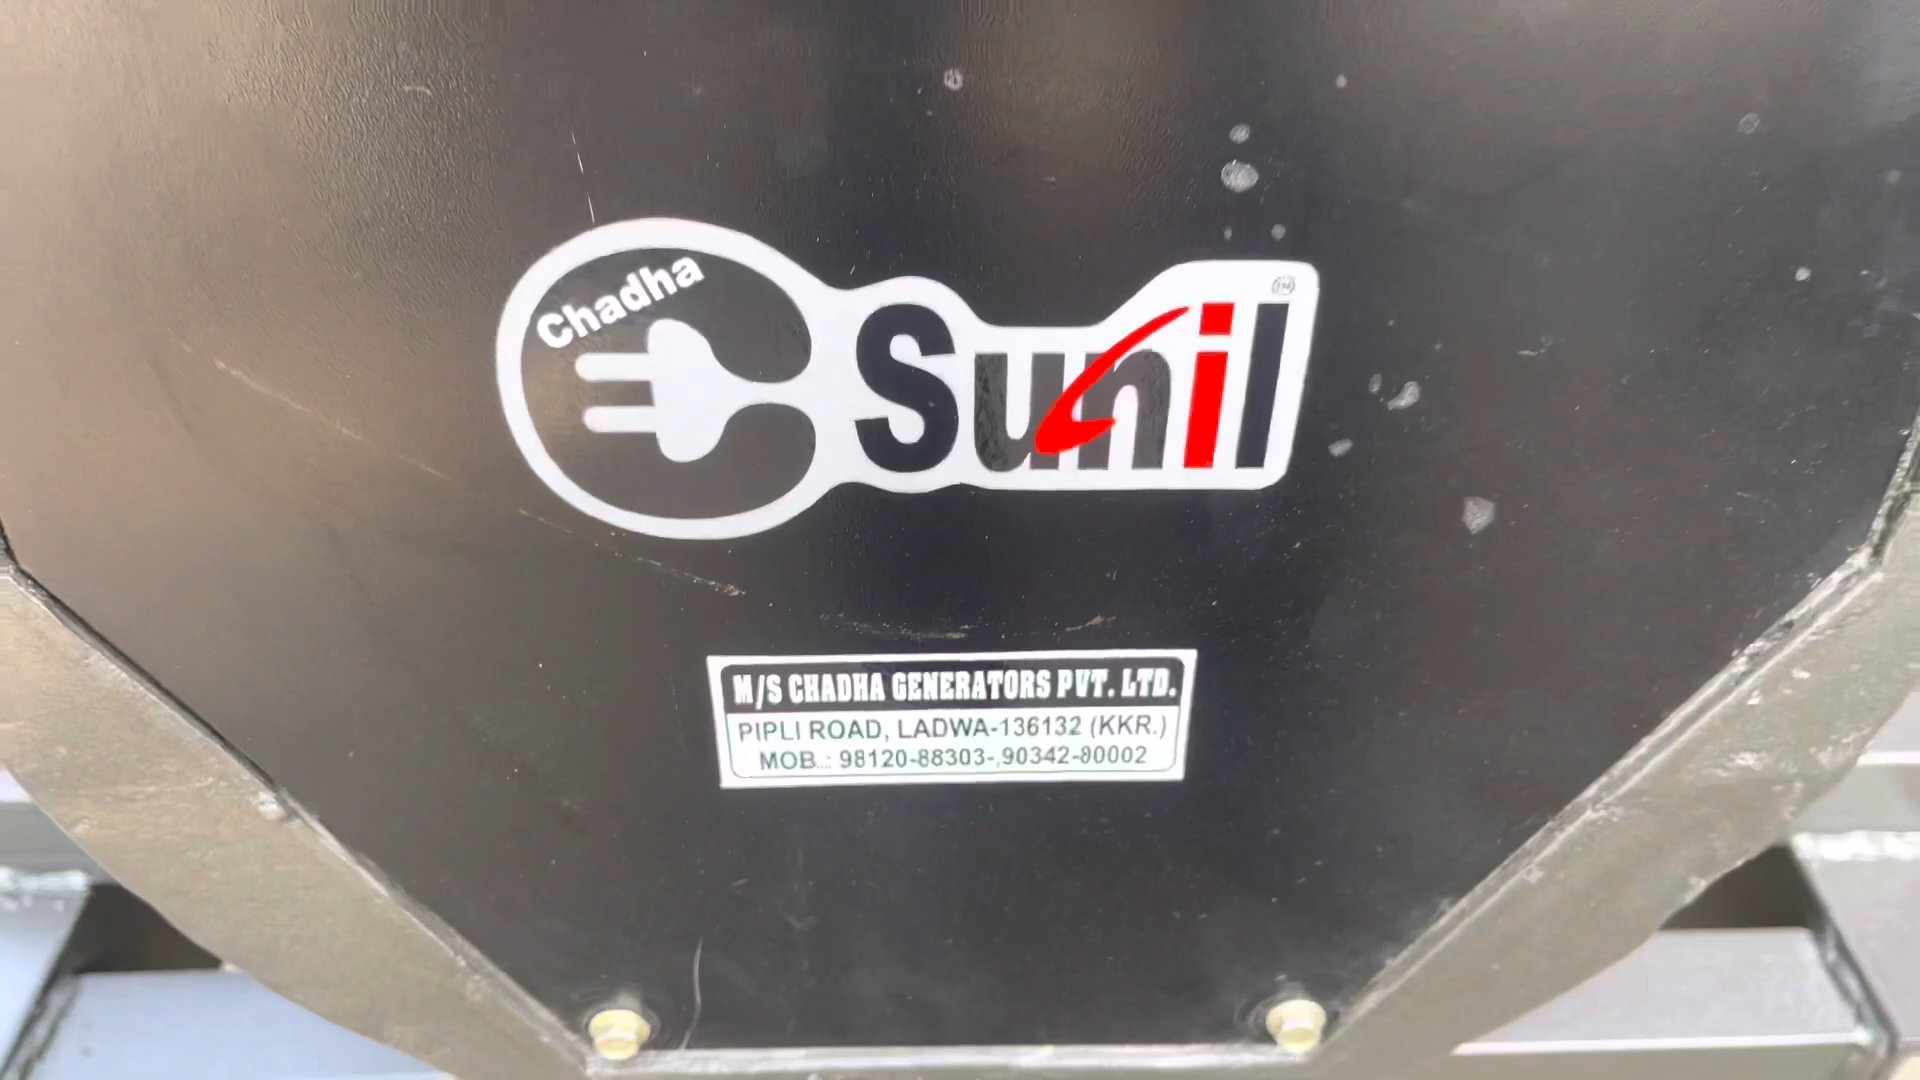 Chadha
Sunil
TM
M/S CHADHA GENERATORS PVT. LTD.
PIPLI ROAD, LADWA-136132 (KKR.)
MOB.: 98120-88303-,90342-80002